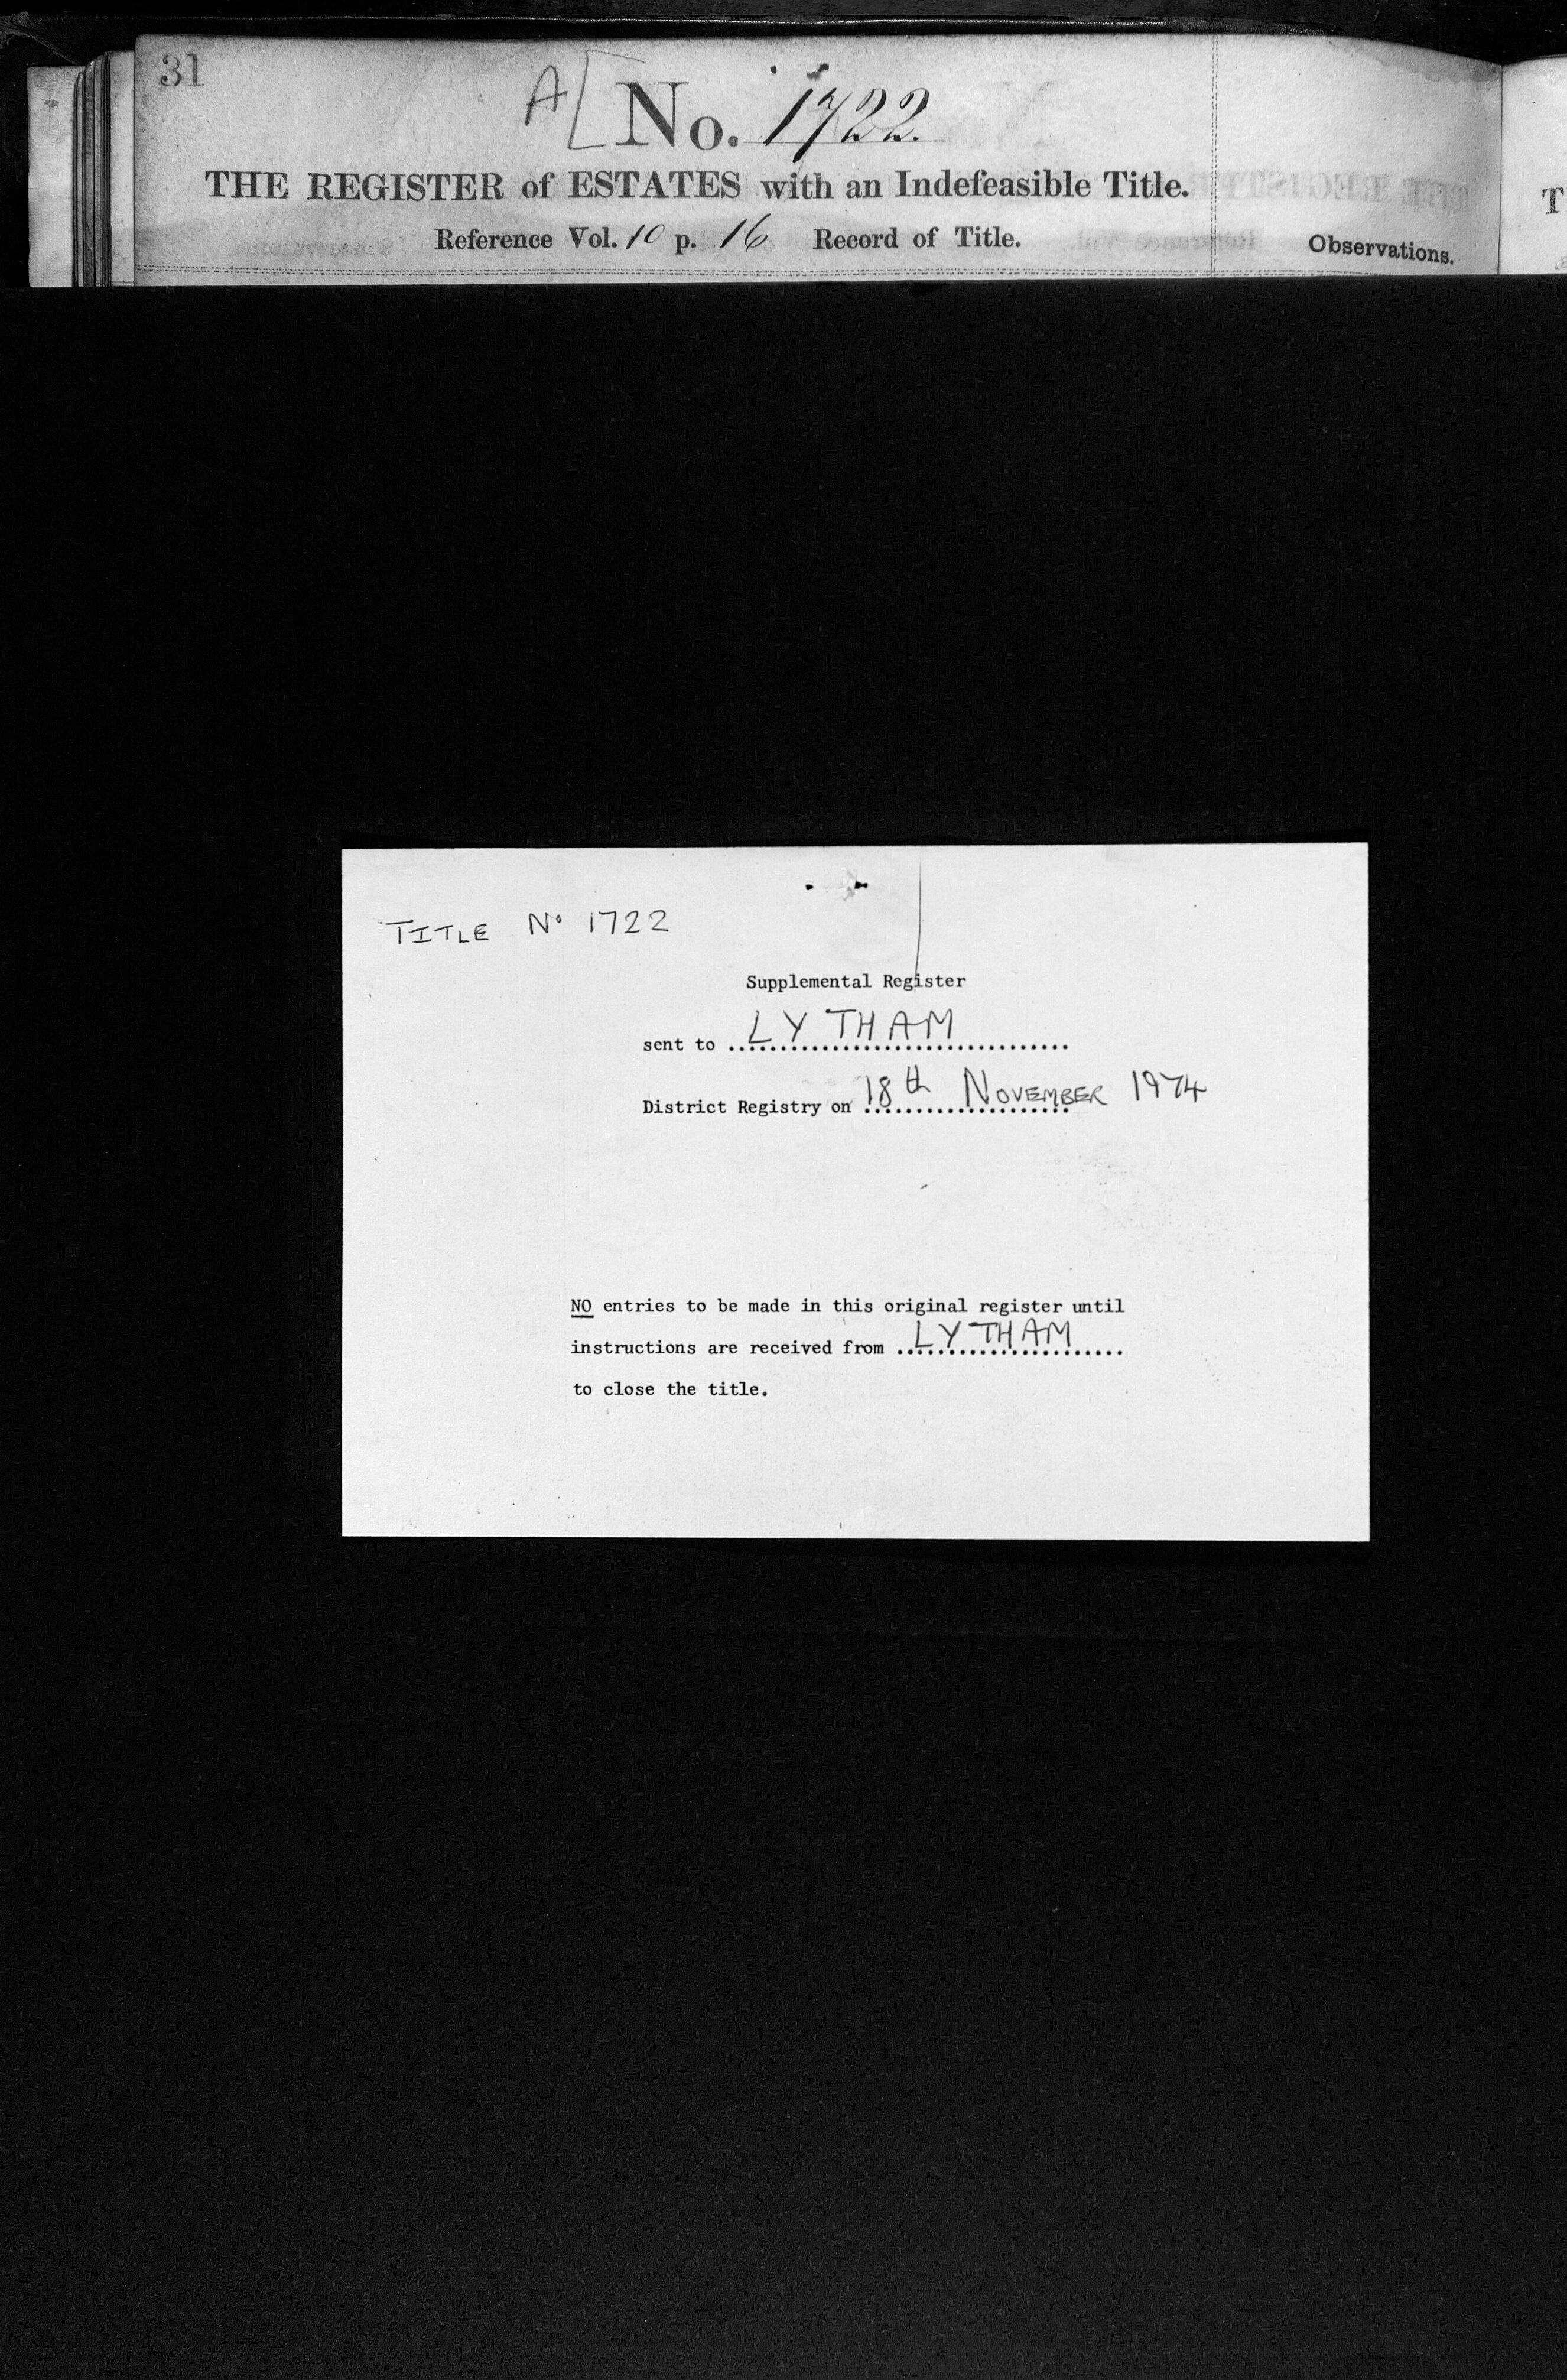 31
A[ No. 1722.
THE REGISTER of ESTATES with an Indefeasible Title.
Reference Vol. 10 p. 16 Record of Title.
Observations.
T
TITLE No 1722
Supplemental Register
sent to LYTHAM
District Registry on 18th NOVEMBER 1974
NO entries to be made in this original register until
instructions are received from LYTHAM
to close the title.